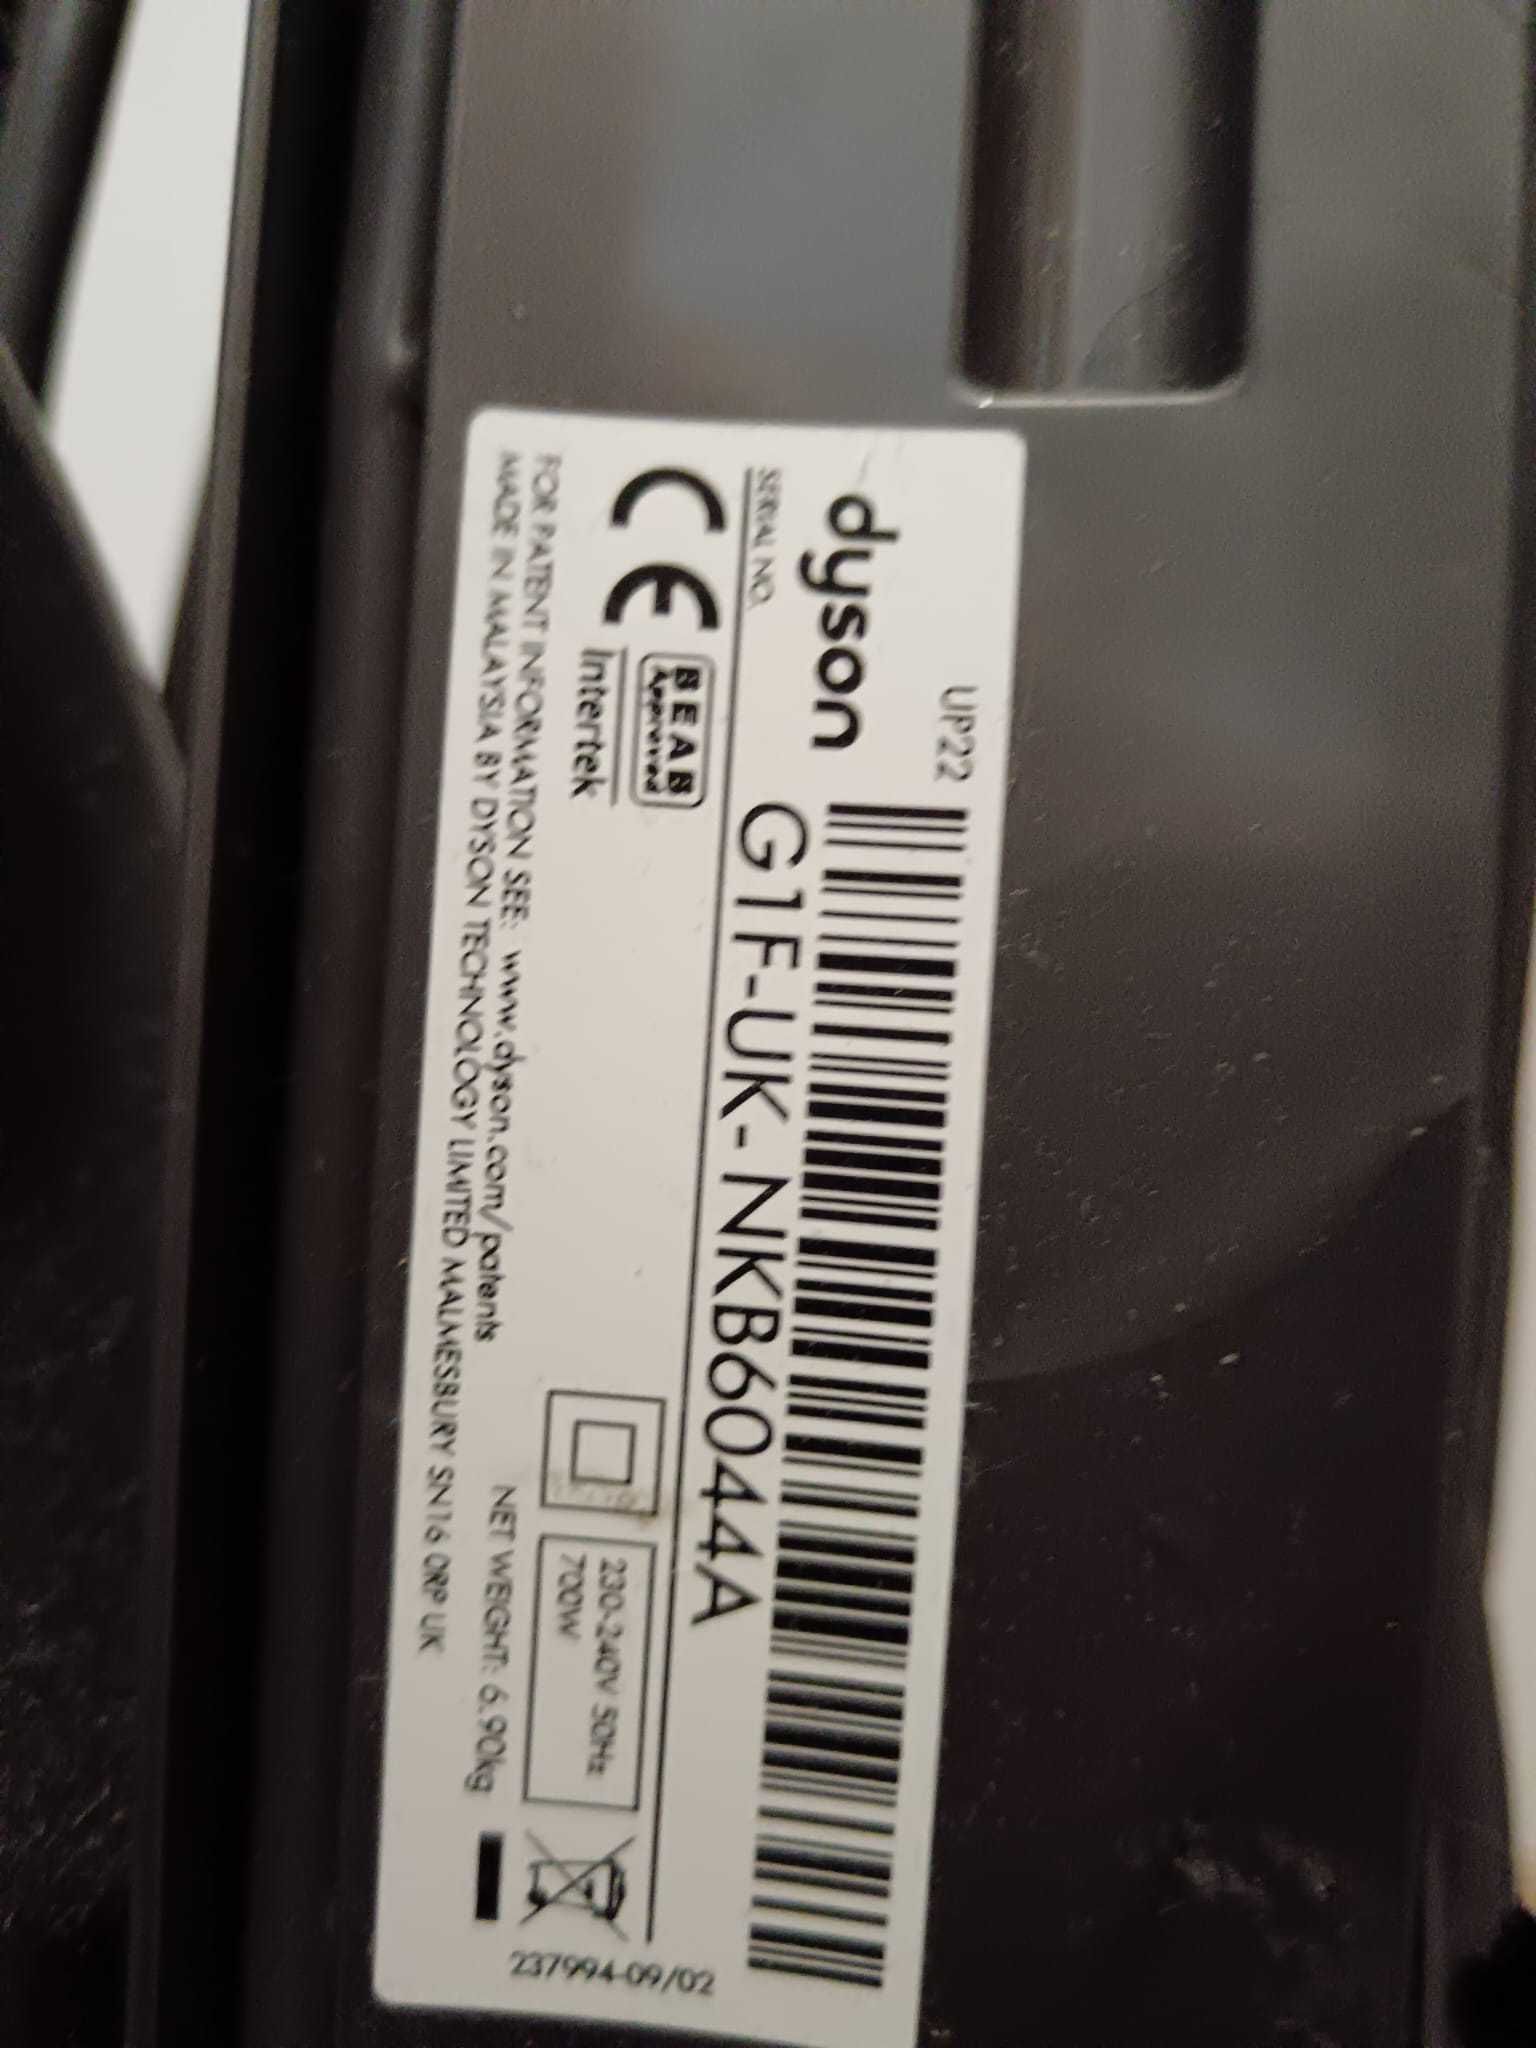 UP22
dyson
SERIAL NO.
G1F-UK-NKB6044A
CE
BEAB
Approved
Intertek
230-240V 50Hz
700W
FOR PATENT INFORMATION SEE: www.dyson.com/patents
NET WEIGHT: 6.90kg
MADE IN MALAYSIA BY DYSON TECHNOLOGY LIMITED MALMESBURY SN16 0RP UK
237994-09/02